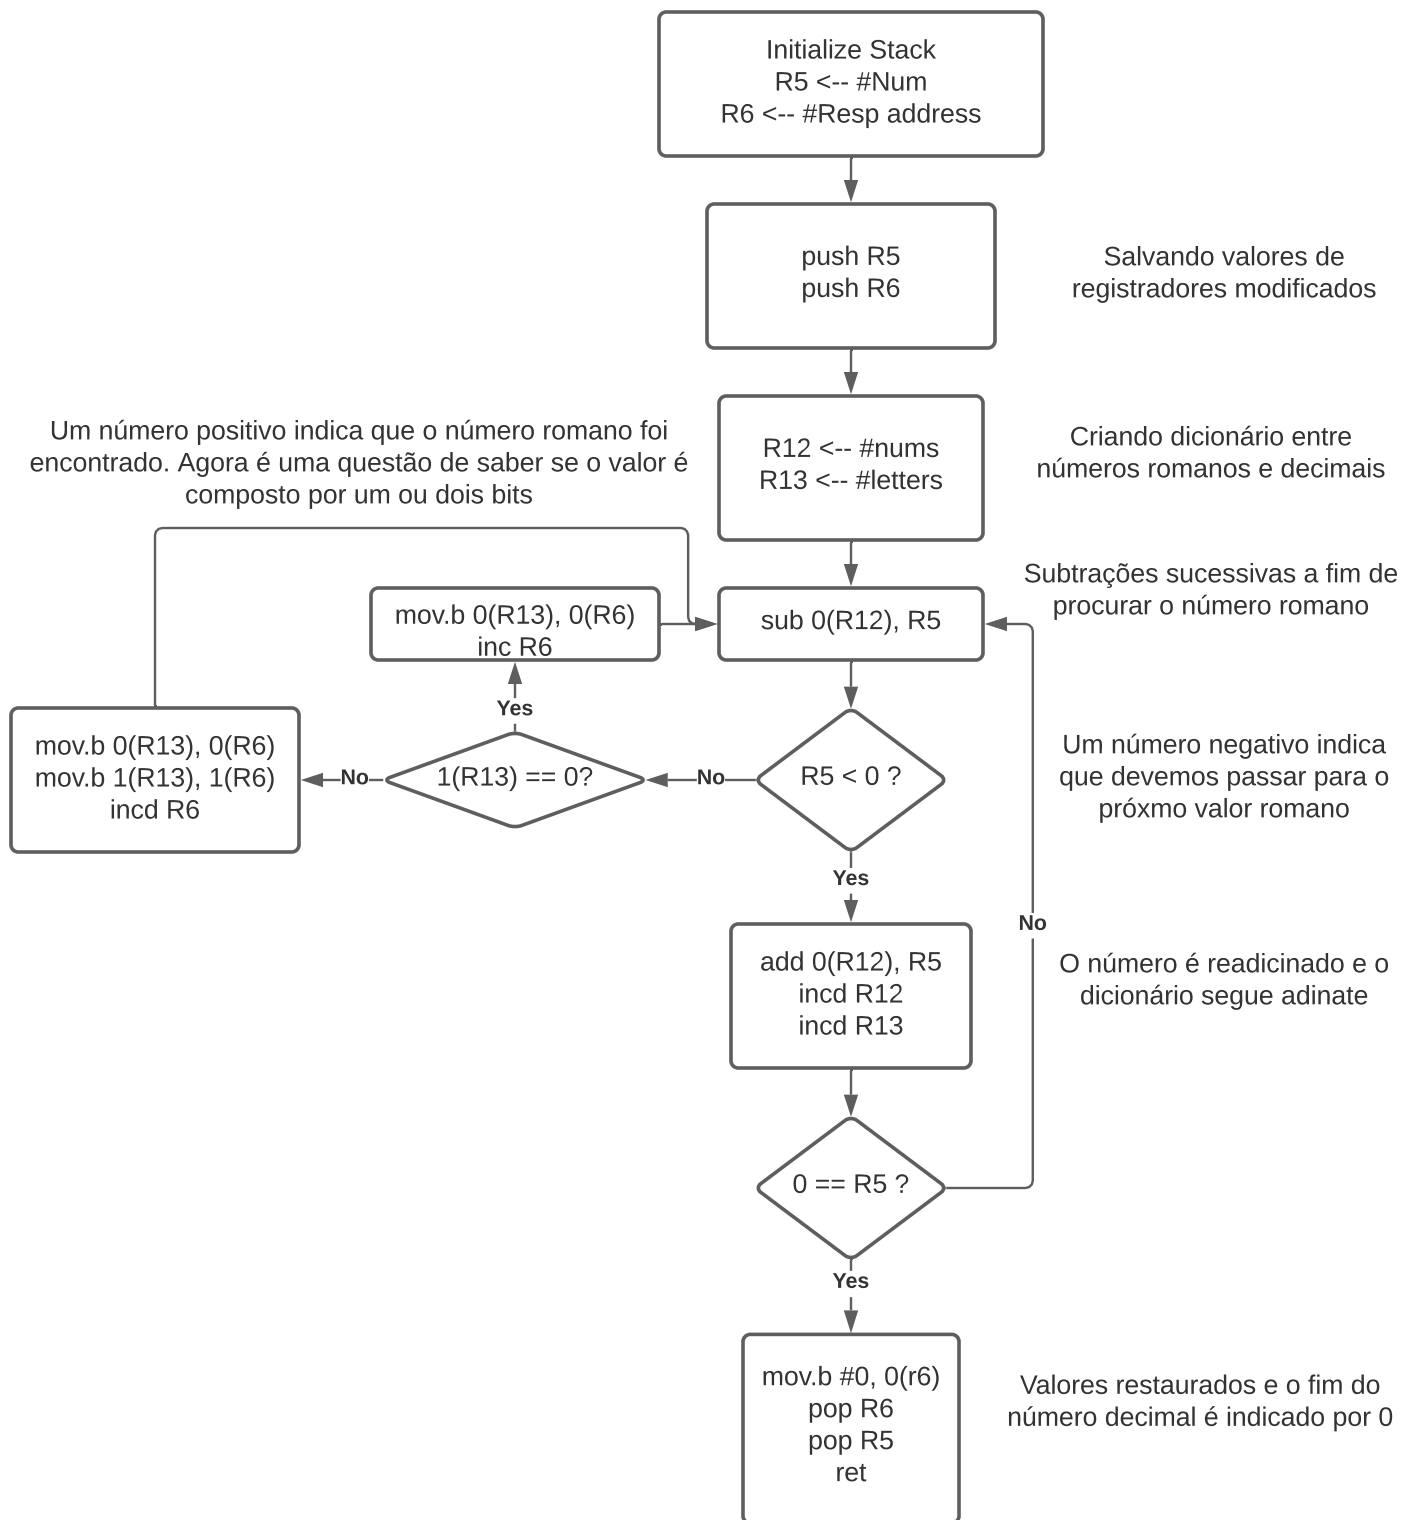 Initialize Stack
R5 <-- #Num
R6 <-- #Resp address
push R5
push R6
Salvando valores de
registradores modificados
R12 <-- #nums
R13 <-- #letters
Criando dicionário entre
números romanos e decimais
Um número positivo indica que o número romano foi
encontrado. Agora é uma questão de saber se o valor é
composto por um ou dois bits
Subtrações sucessivas a fim de
procurar o número romano
sub 0(R12), R5
mov.b 0(R13), 0(R6)
inc R6
Yes
mov.b 0(R13), 0(R6)
mov.b 1(R13), 1(R6)
incd R6
No
1(R13) == 0?
No
R5 < 0 ?
Um número negativo indica
que devemos passar para o
próxmo valor romano
Yes
No
add 0(R12), R5
incd R12
incd R13
O número é readicinado e o
dicionário segue adinate
0 == R5 ?
Yes
mov.b #0, 0(r6)
pop R6
pop R5
ret
Valores restaurados e o fim do
número decimal é indicado por 0